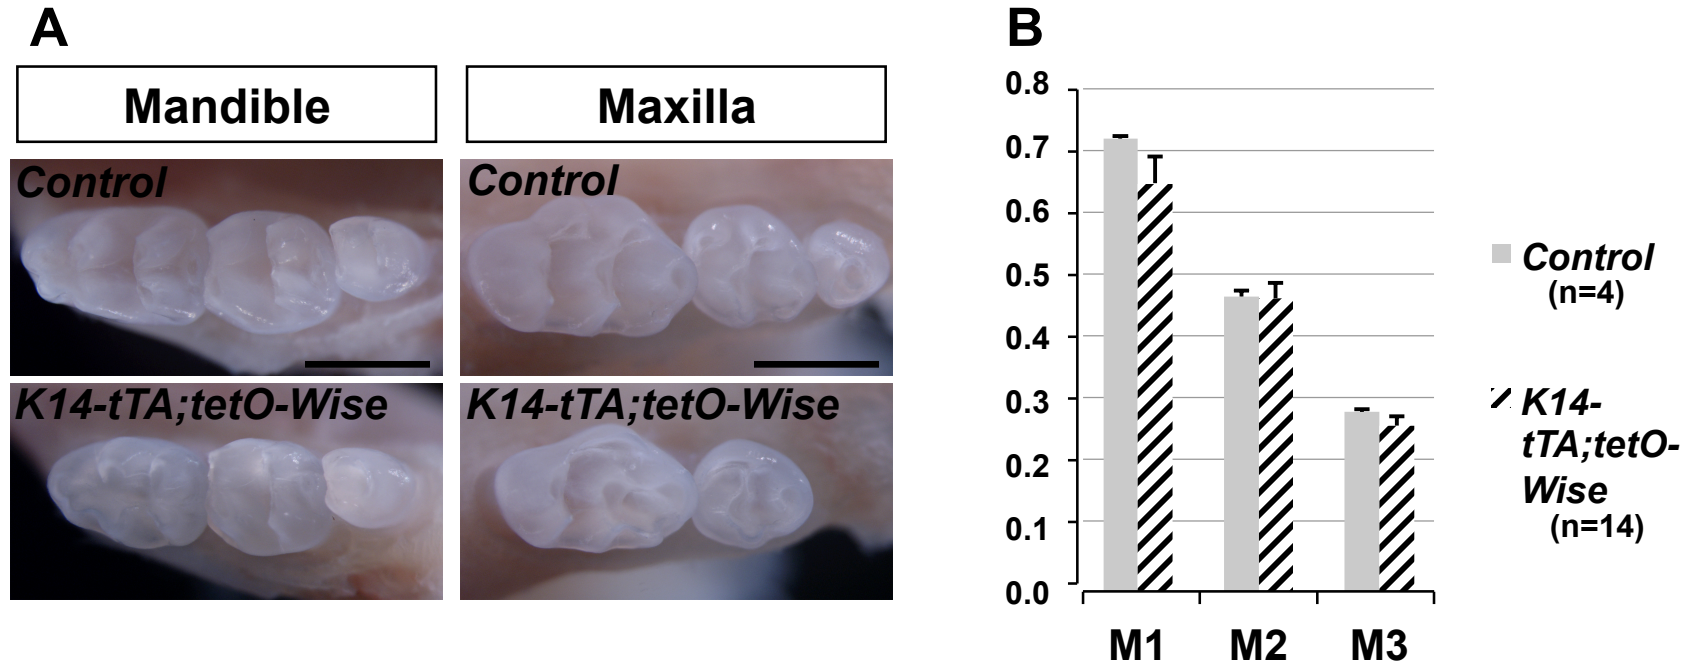 A
Mandible
Maxilla
Control
Control
K14-tTA;tetO-Wise
K14-tTA;tetO-Wise
B
0.8
0.7
0.6
0.5
0.4
0.3
0.2
0.1
0.0
M1
M2
M3
Control
(n=4)
K14-
tTA;tetO-
Wise
(n=14)